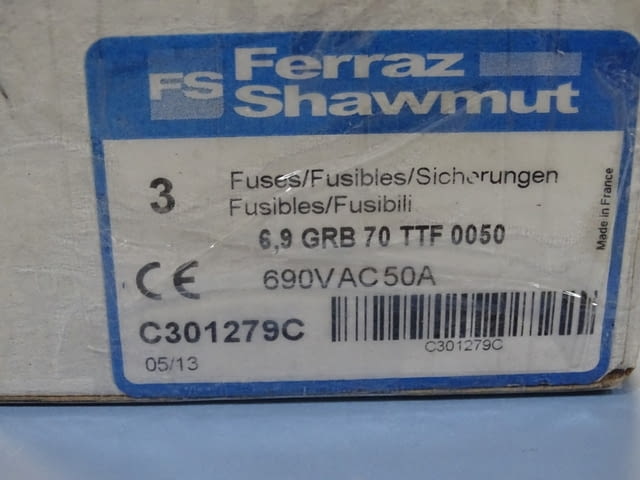 FS Ferraz
Shawmut
3 Fuses/Fusibles/Sicherungen
Fusibles/Fusibili
6,9 GRB 70 TTF 0050
CE 690VAC50A
C301279C
C301279C
05/13
Made in France